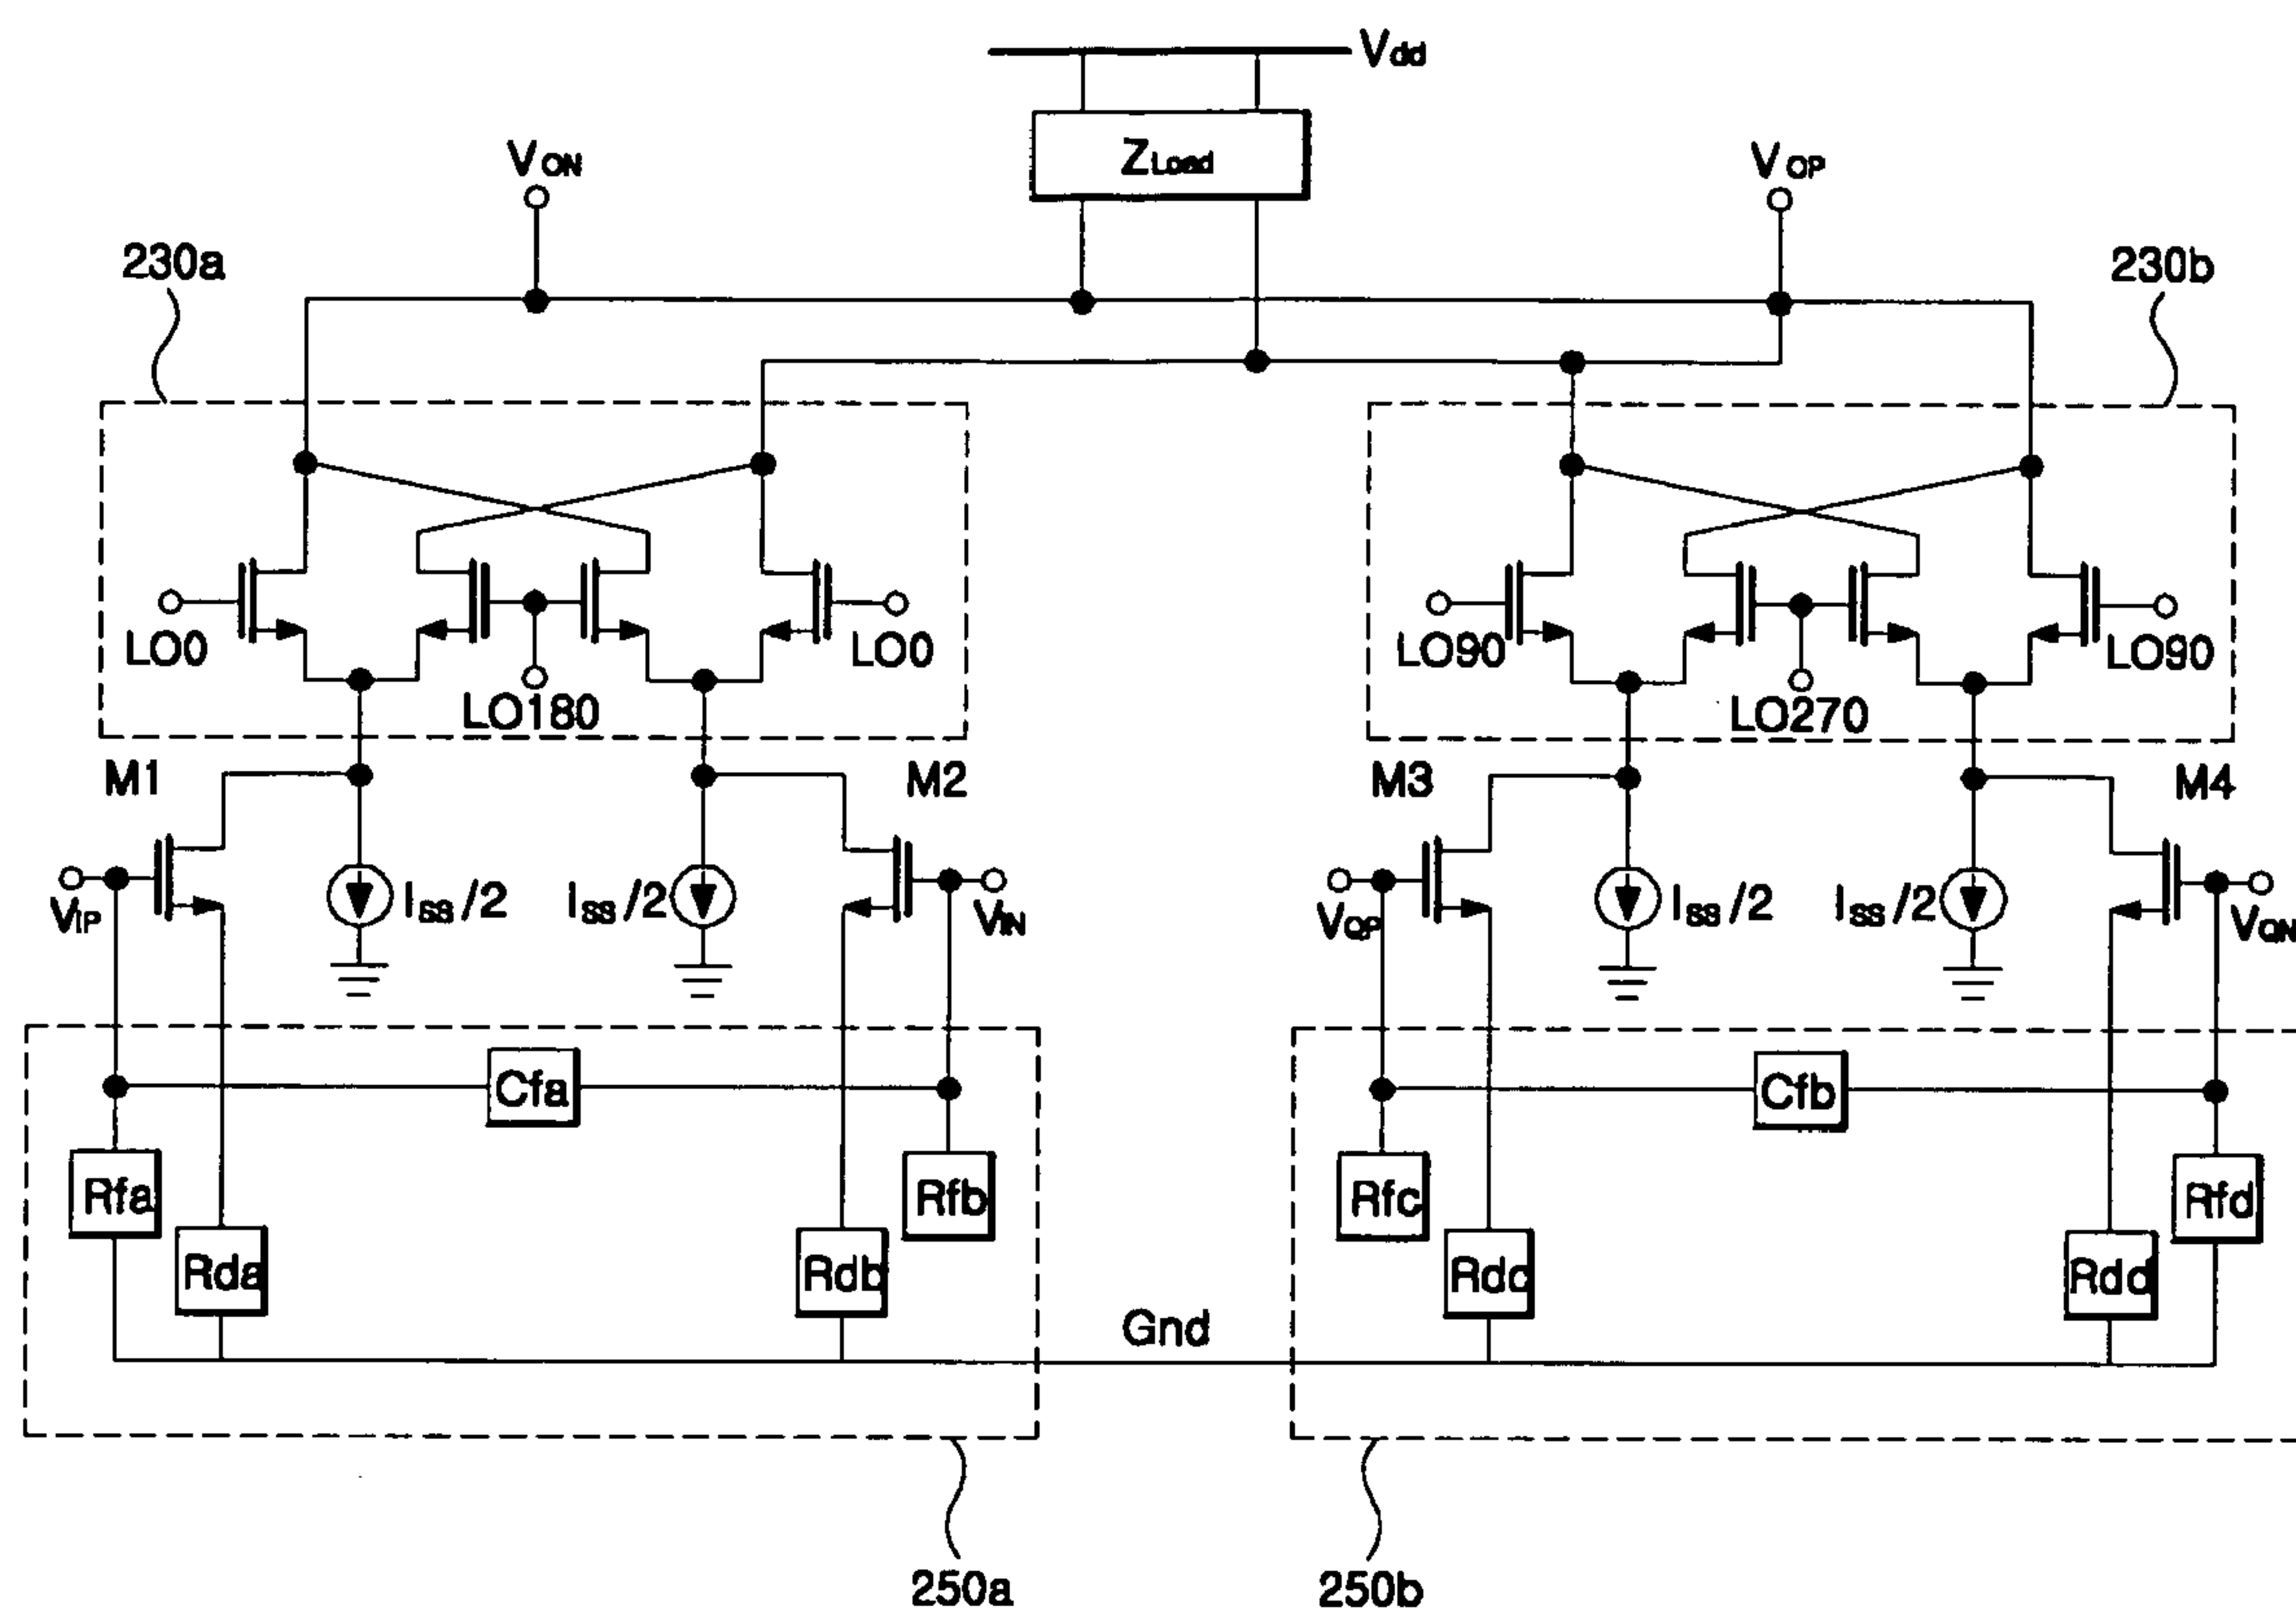 Vdd
ZLoad
VON
VOP
230a
230b
LO0
LO180
LO0
LO90
LO270
LO90
M1
M2
M3
M4
VIP
ISS/2
ISS/2
VIN
VQP
ISS/2
ISS/2
VQN
Cfa
Cfb
Rfa
Rfb
Rfc
Rfd
Rda
Rdb
Rdc
Rdd
Gnd
250a
250b